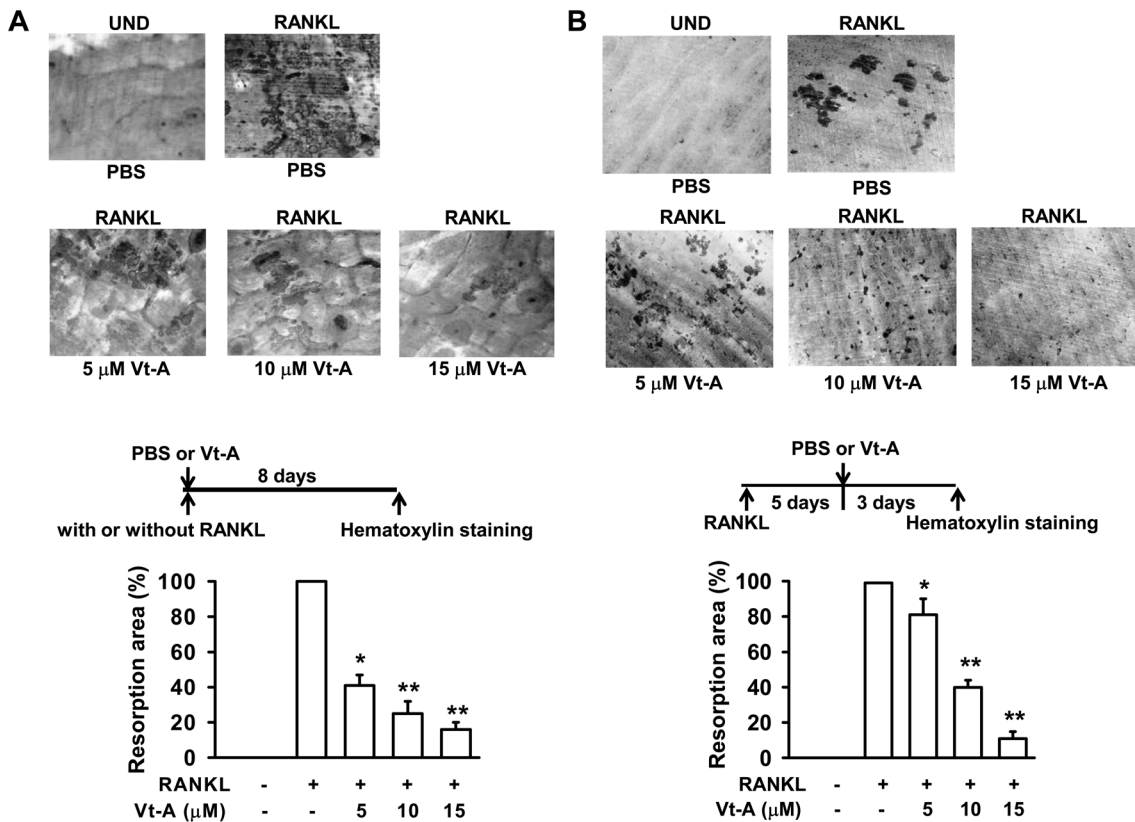 A
UND
RANKL
PBS
PBS
RANKL
RANKL
RANKL
5 μM Vt-A
10 μM Vt-A
15 μM Vt-A
PBS or Vt-A
8 days
with or without RANKL
Hematoxylin staining
Resorption area (%)
100
80
60
40
20
0
*
**
**
RANKL - + + + +
Vt-A (μM) - - 5 10 15
B
UND
RANKL
PBS
PBS
RANKL
RANKL
RANKL
5 μM Vt-A
10 μM Vt-A
15 μM Vt-A
PBS or Vt-A
5 days
3 days
RANKL
Hematoxylin staining
Resorption area (%)
100
80
60
40
20
0
*
**
**
RANKL - + + + +
Vt-A (μM) - - 5 10 15